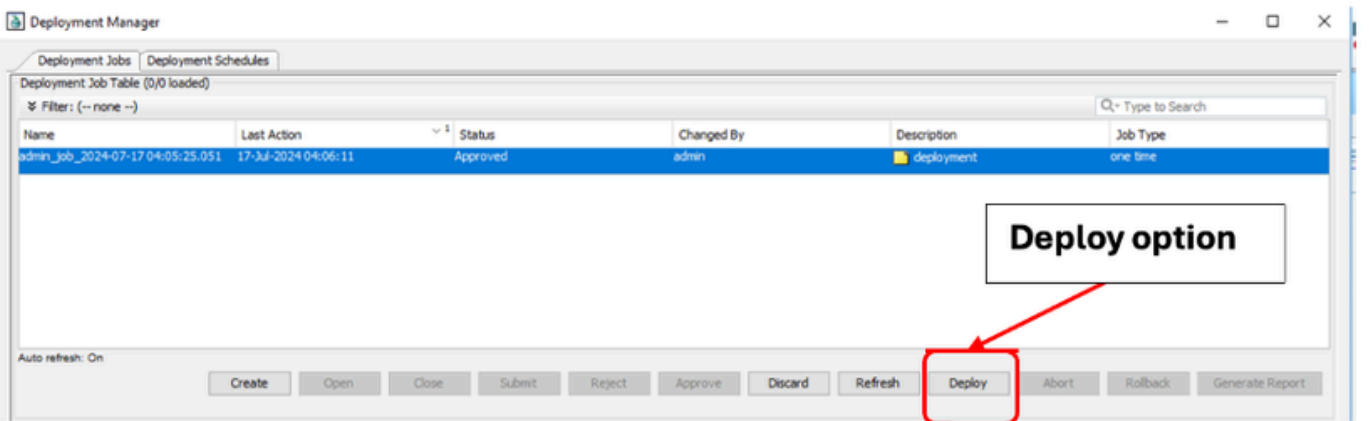 Deployment Manager
Deployment Jobs Deployment Schedules
Deployment Job Table (0/0 loaded)
Filter: (-- none --) Type to Search
Name Last Action 1 Status Changed By Description Job Type
admin_job_2024-07-17 04:05:25.051 17-Jul-2024 04:06:11 Approved admin deployment one time
Deploy option
Auto refresh: On
Create Open Close Submit Reject Approve Discard Refresh Deploy Abort Rollback Generate Report